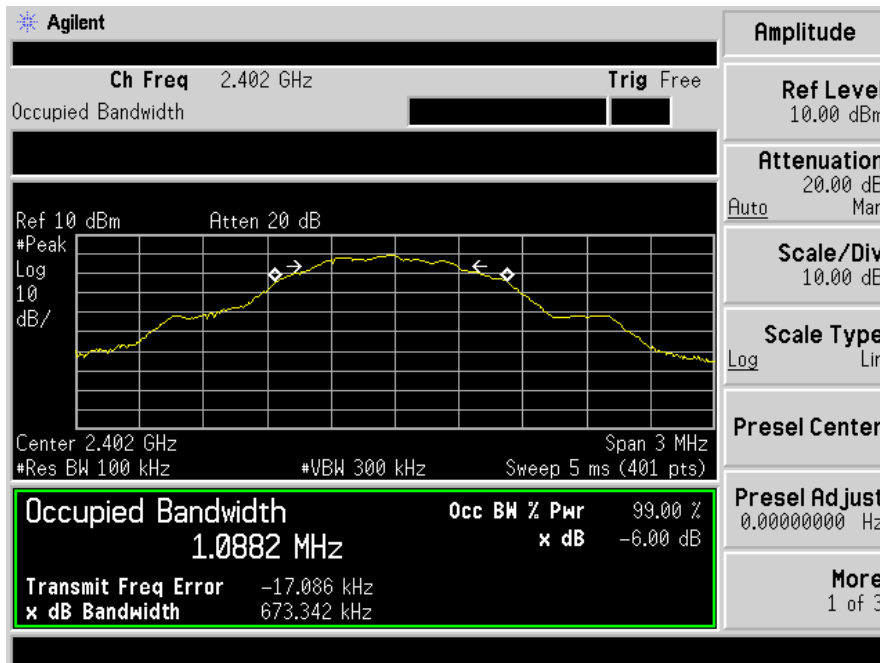 Agilent
Ch Freq 2.402 GHz Trig Free
Occupied Bandwidth
Ref 10 dBm Atten 20 dB
#Peak
Log
10
dB/
Center 2.402 GHz Span 3 MHz
#Res BW 100 kHz #VBW 300 kHz Sweep 5 ms (401 pts)
Occupied Bandwidth
1.0882 MHz
Occ BW % Pwr 99.00 %
x dB -6.00 dB
Transmit Freq Error -17.086 kHz
x dB Bandwidth 673.342 kHz
Amplitude
Ref Level
10.00 dBm
Attenuation
20.00 dB
Auto Man
Scale/Div
10.00 dB
Scale Type
Log Lin
Presel Center
Presel Adjust
0.00000000 Hz
More
1 of 3